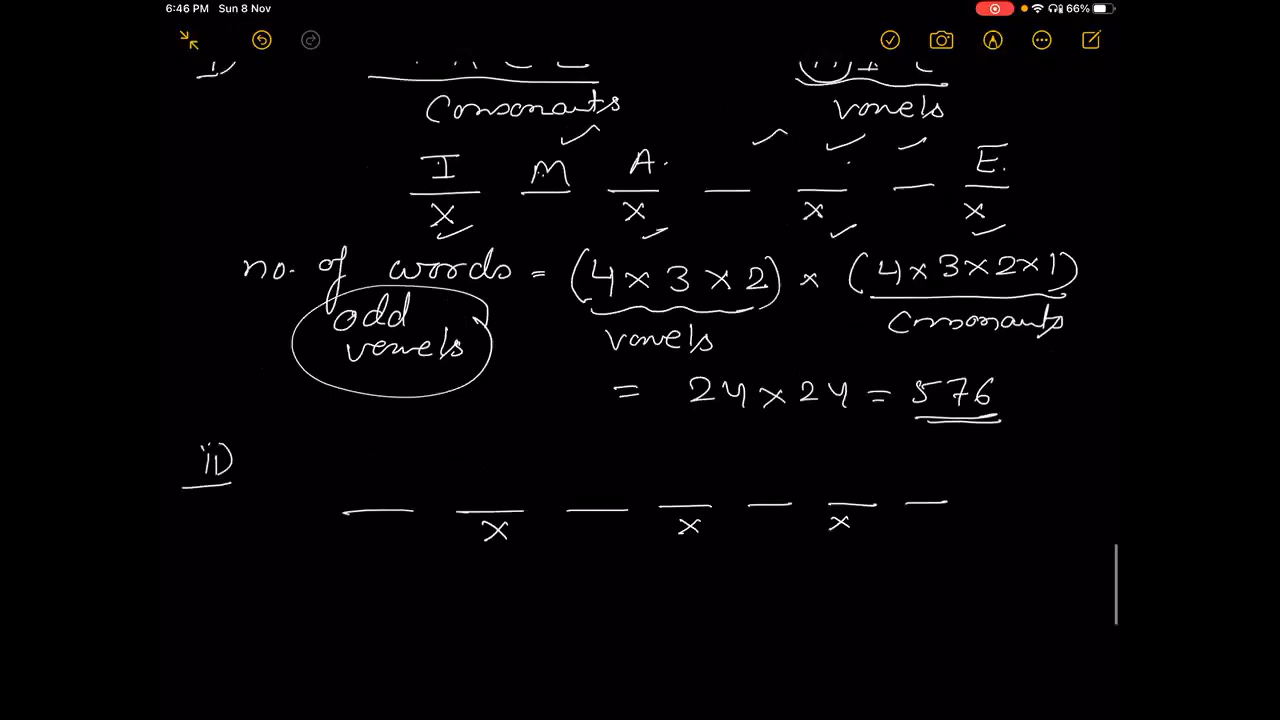 6:46 PM Sun 8 Nov 66%
Consonants vowels
I M A. E.
x x x x
no. of words = (4 x 3 x 2) x (4 x 3 x 2 x 1)
odd vowels vowels consonants
= 24 x 24 = 576
ii)
x x x